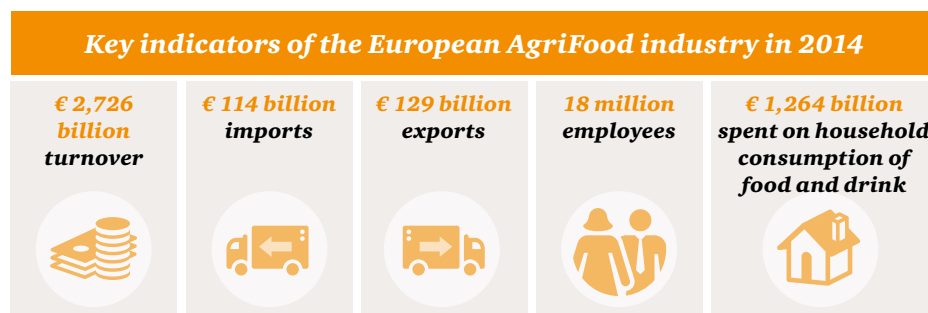 Key indicators of the European AgriFood industry in 2014
€ 2,726
billion
turnover
€ 114 billion
imports
€ 129 billion
exports
18 million
employees
€ 1,264 billion
spent on household
consumption of
food and drink